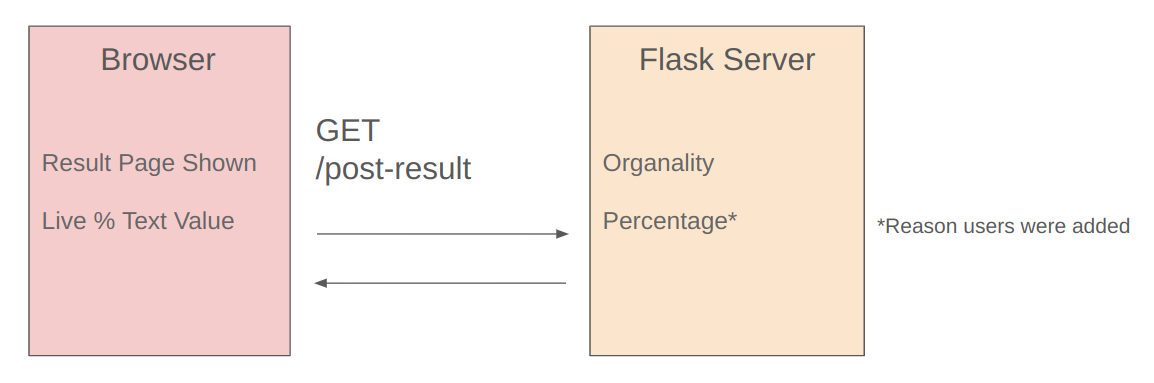 Browser
Result Page Shown
Live % Text Value
GET
/post-result
Flask Server
Organality
Percentage*
*Reason users were added